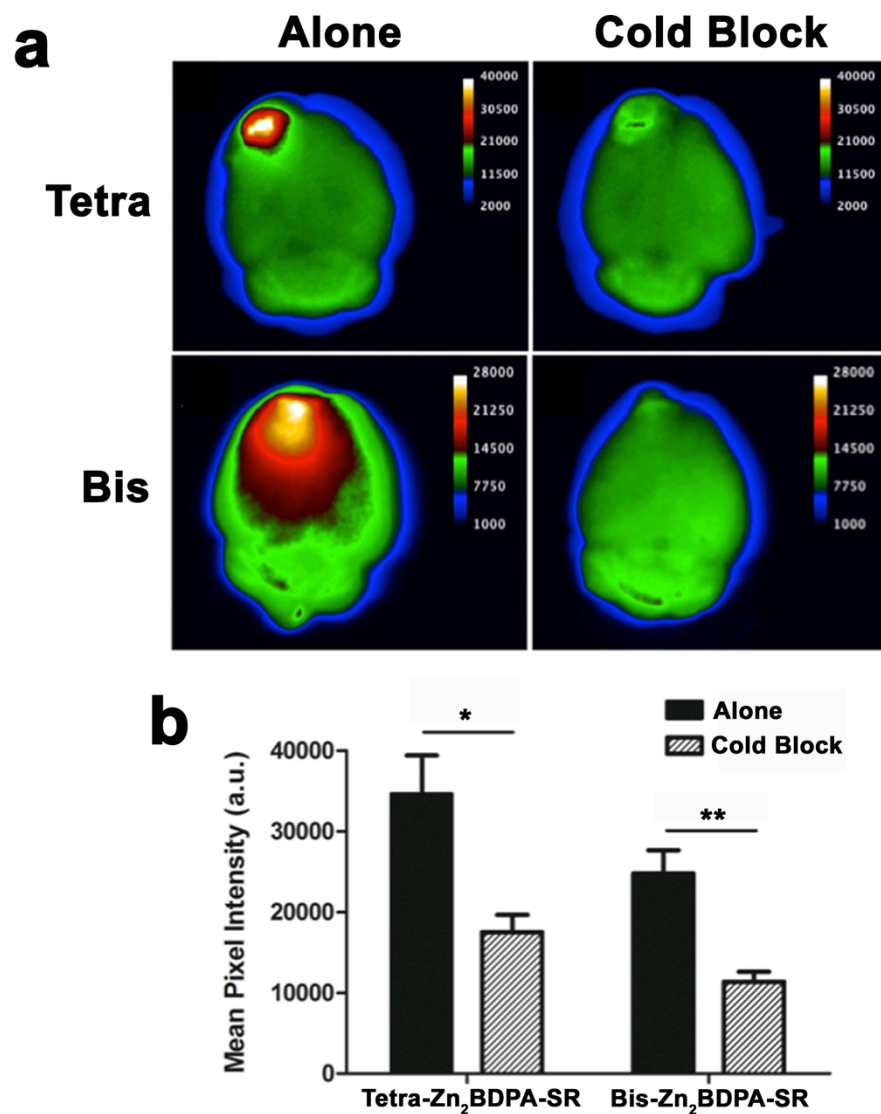 a
Alone
Cold Block
Tetra
40000
30500
21000
11500
2000
40000
30500
21000
11500
2000
Bis
28000
21250
14500
7750
1000
28000
21250
14500
7750
1000
b
Alone
Cold Block
*
**
Mean Pixel Intensity (a.u.)
40000
30000
20000
10000
0
Tetra-Zn₂BDPA-SR
Bis-Zn₂BDPA-SR